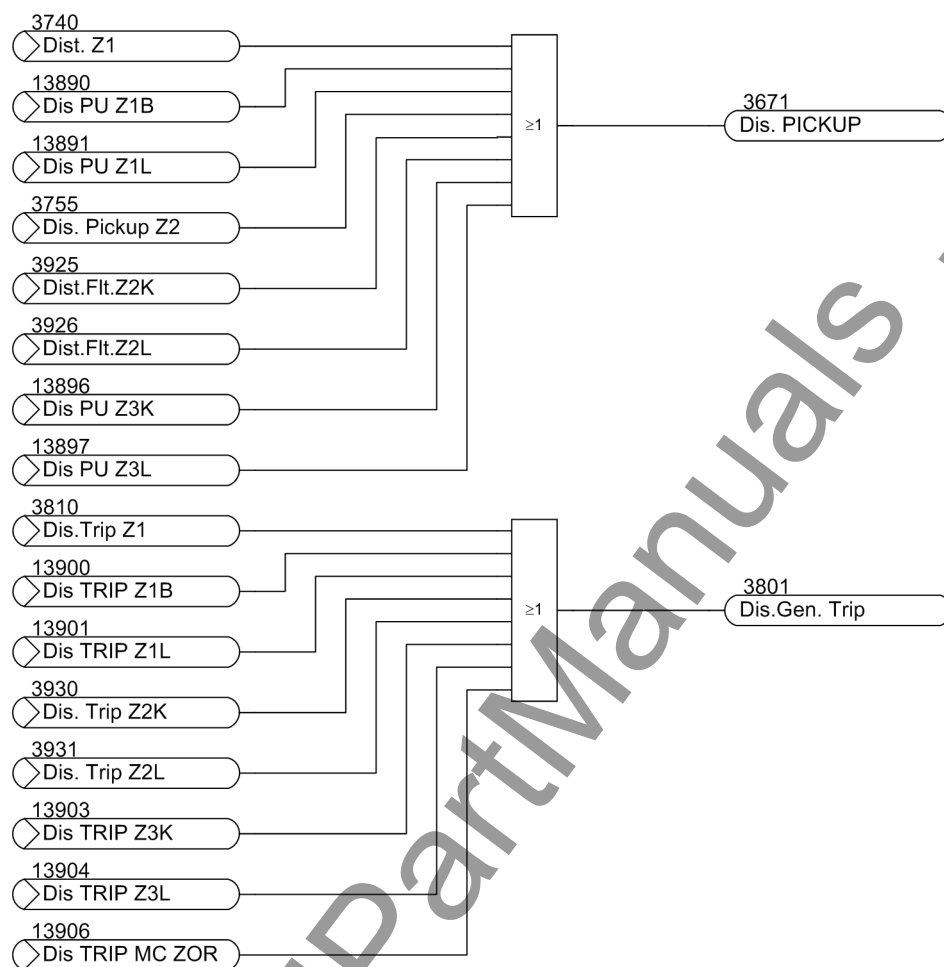 3740
Dist. Z1
13890
Dis PU Z1B
13891
Dis PU Z1L
3755
Dis. Pickup Z2
3925
Dist.Flt.Z2K
3926
Dist.Flt.Z2L
13896
Dis PU Z3K
13897
Dis PU Z3L
≥1
3671
Dis. PICKUP
3810
Dis.Trip Z1
13900
Dis TRIP Z1B
13901
Dis TRIP Z1L
3930
Dis. Trip Z2K
3931
Dis. Trip Z2L
13903
Dis TRIP Z3K
13904
Dis TRIP Z3L
13906
Dis TRIP MC ZOR
≥1
3801
Dis.Gen. Trip
PartManuals